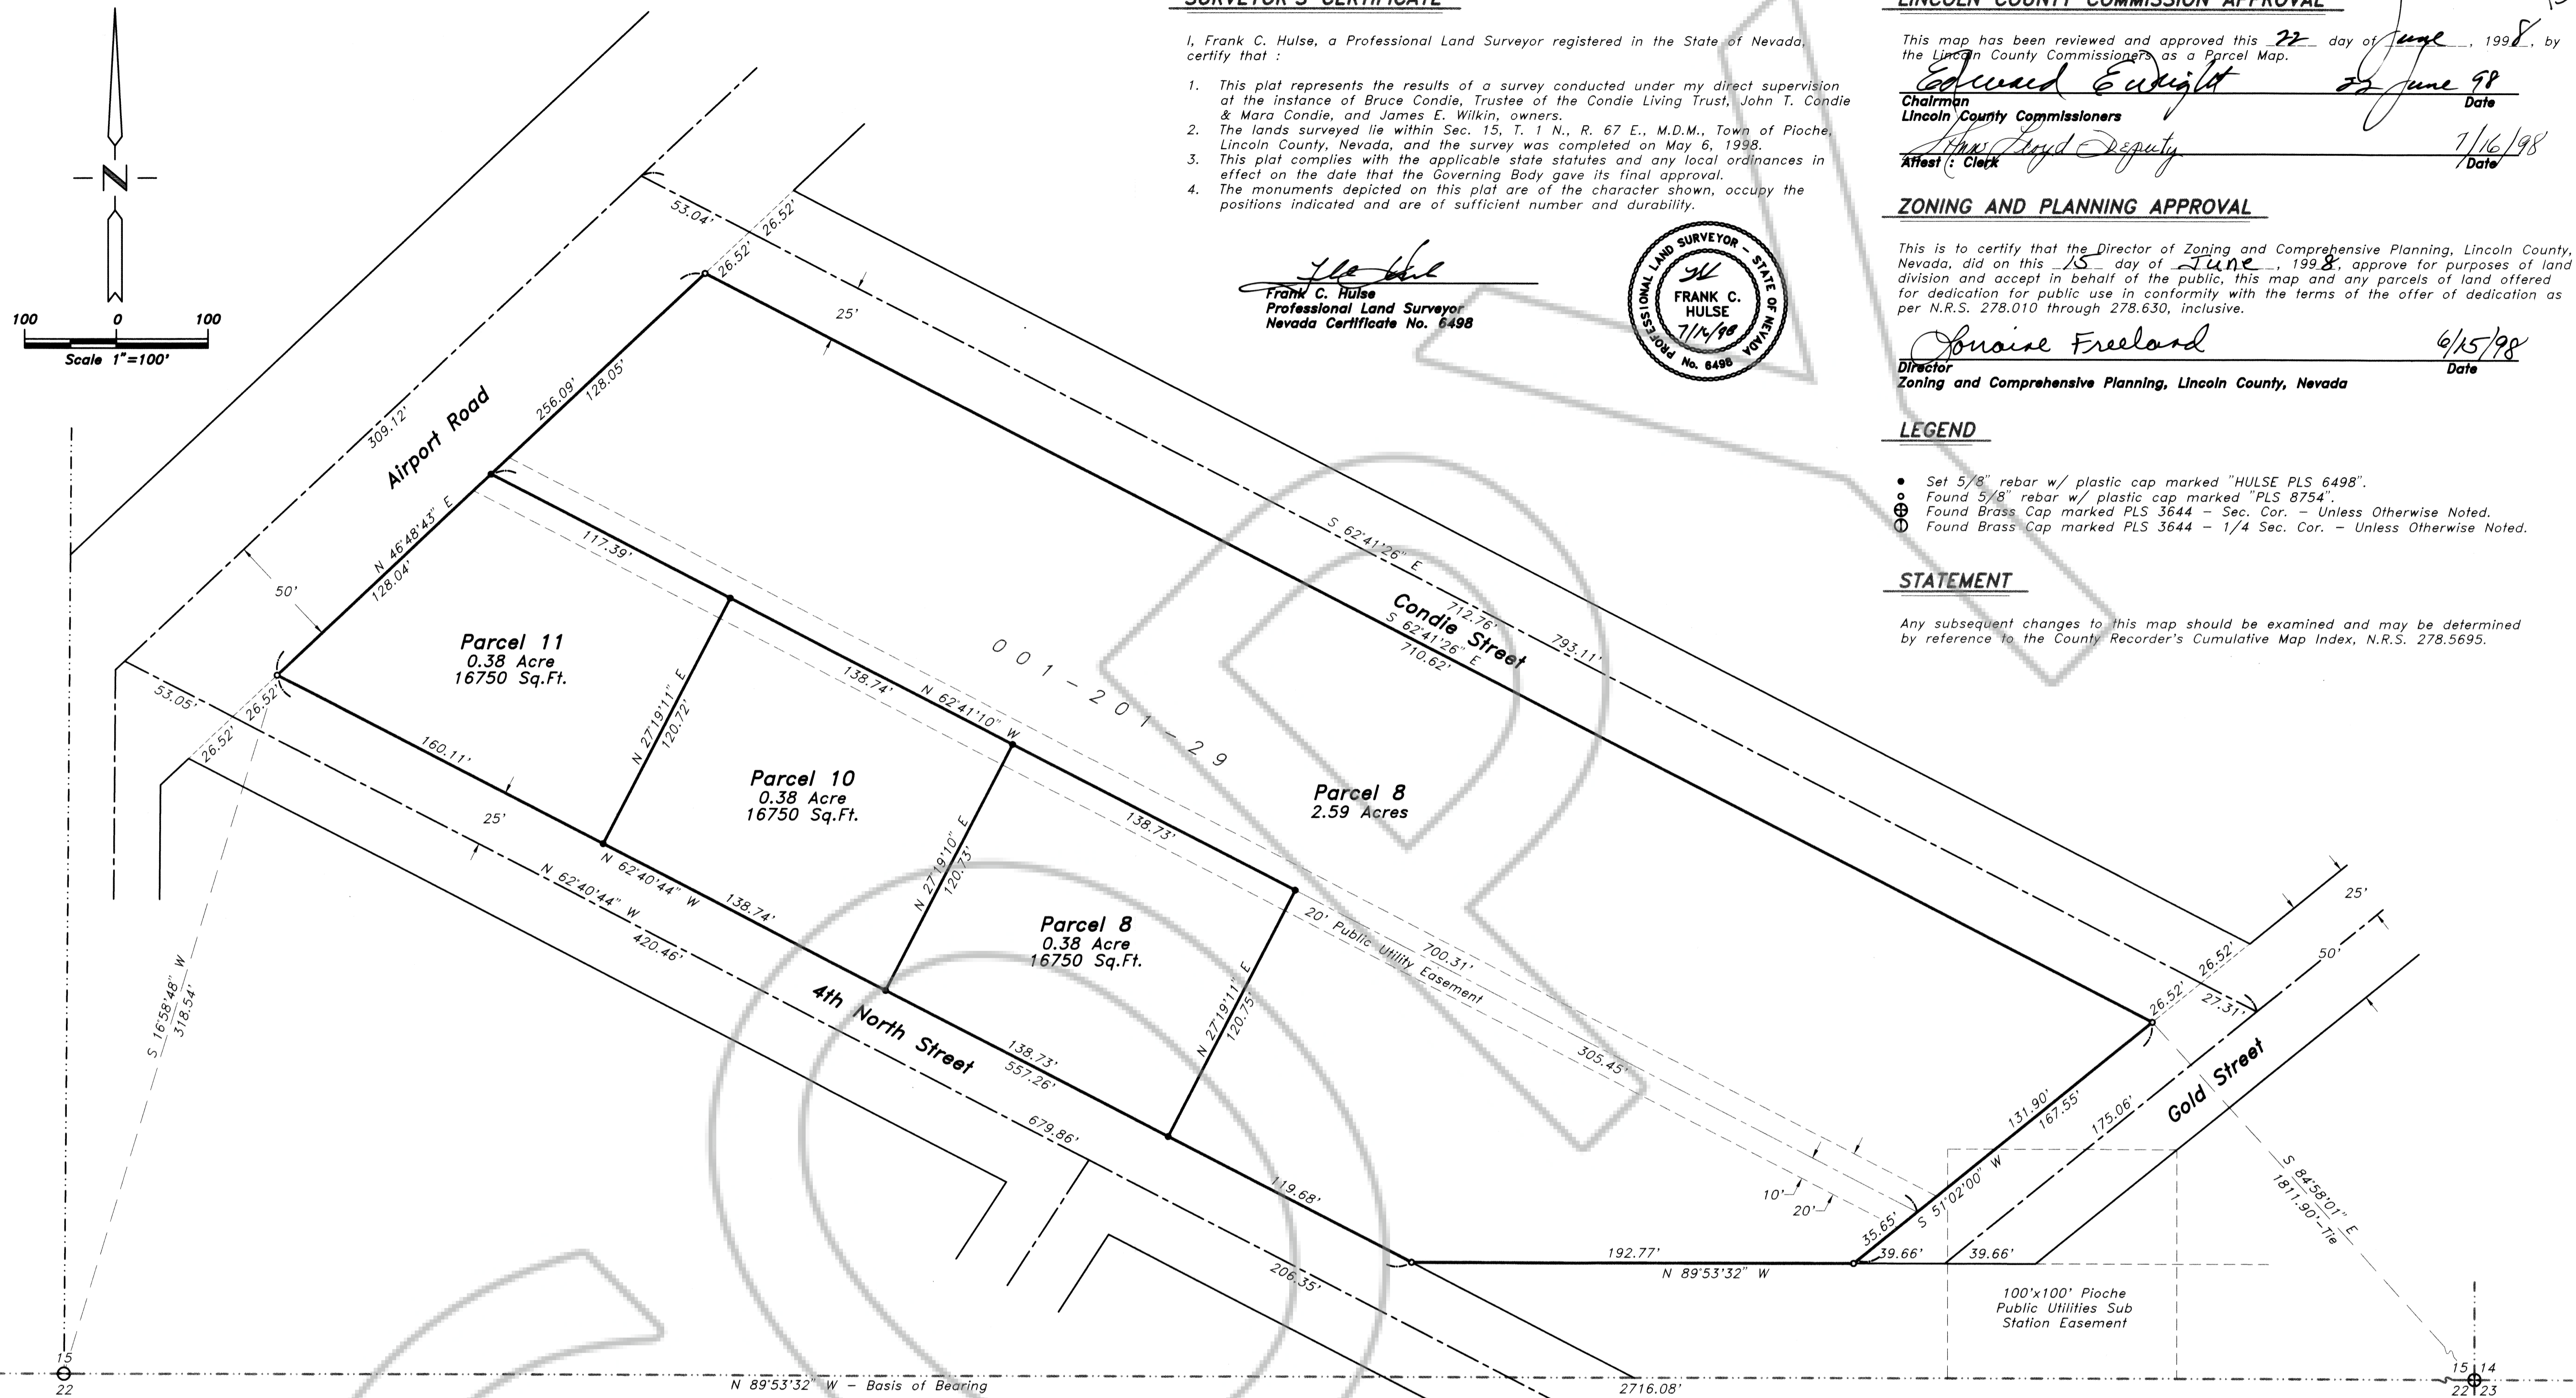 SURVEYOR'S CERTIFICATE
I, Frank C. Hulse, a Professional Land Surveyor registered in the State of Nevada,
certify that :
1. This plat represents the results of a survey conducted under my direct supervision
at the instance of Bruce Condie, Trustee of the Condie Living Trust, John T. Condie
& Mara Condie, and James E. Wilkin, owners.
2. The lands surveyed lie within Sec. 15, T. 1 N., R. 67 E., M.D.M., Town of Pioche,
Lincoln County, Nevada, and the survey was completed on May 6, 1998.
3. This plat complies with the applicable state statutes and any local ordinances in
effect on the date that the Governing Body gave its final approval.
4. The monuments depicted on this plat are of the character shown, occupy the
positions indicated and are of sufficient number and durability.
Frank C. Hulse
Professional Land Surveyor
Nevada Certificate No. 6498
PROFESSIONAL LAND SURVEYOR - STATE OF NEVADA
FRANK C.
HULSE
7/16/98
No. 6498
LINCOLN COUNTY COMMISSION APPROVAL
This map has been reviewed and approved this 22 day of June, 1998, by
the Lincoln County Commissioners as a Parcel Map.
22 June 98
Chairman Date
Lincoln County Commissioners
Deputy 7/16/98
Attest : Clerk Date
ZONING AND PLANNING APPROVAL
This is to certify that the Director of Zoning and Comprehensive Planning, Lincoln County,
Nevada, did on this 15 day of June, 1998, approve for purposes of land
division and accept in behalf of the public, this map and any parcels of land offered
for dedication for public use in conformity with the terms of the offer of dedication as
per N.R.S. 278.010 through 278.630, inclusive.
Lorraine Freeland 6/15/98
Director Date
Zoning and Comprehensive Planning, Lincoln County, Nevada
LEGEND
Set 5/8" rebar w/ plastic cap marked "HULSE PLS 6498".
Found 5/8" rebar w/ plastic cap marked "PLS 8754".
Found Brass Cap marked PLS 3644 - Sec. Cor. - Unless Otherwise Noted.
Found Brass Cap marked PLS 3644 - 1/4 Sec. Cor. - Unless Otherwise Noted.
STATEMENT
Any subsequent changes to this map should be examined and may be determined
by reference to the County Recorder's Cumulative Map Index, N.R.S. 278.5695.
N
100 0 100
Scale 1"=100'
53.04'
26.52'
26.52'
25'
256.09'
128.05'
309.12'
Airport Road
N 46°48'43" E
128.04'
50'
117.39'
Parcel 11
0.38 Acre
16750 Sq.Ft.
N 27°19'11" E
120.72'
138.74'
N 62°41'10" W
001-201-29
S 62°41'26" E
712.76'
793.11'
Condie Street
S 62°41'26" E
710.62'
53.05'
26.52'
26.52'
160.11'
25'
Parcel 10
0.38 Acre
16750 Sq.Ft.
N 27°19'10" E
120.73'
138.73'
Parcel 8
2.59 Acres
N 62°40'44" W
N 62°40'44" W
138.74'
420.46'
Parcel 8
0.38 Acre
16750 Sq.Ft.
N 27°19'11" E
120.75'
20' Public Utility Easement
700.31'
305.45'
4th North Street
138.73'
557.26'
679.86'
119.68'
206.35'
S 16°58'48" W
318.54'
25'
50'
26.52'
26.52'
27.31'
131.90'
167.55'
175.06'
Gold Street
S 51°02'00" W
10'
20'
35.65'
39.66'
39.66'
192.77'
N 89°53'32" W
S 84°58'01" E
1811.90'-Tie
100'x100' Pioche
Public Utilities Sub
Station Easement
15
22
N 89°53'32" W - Basis of Bearing
2716.08'
15 14
22 23